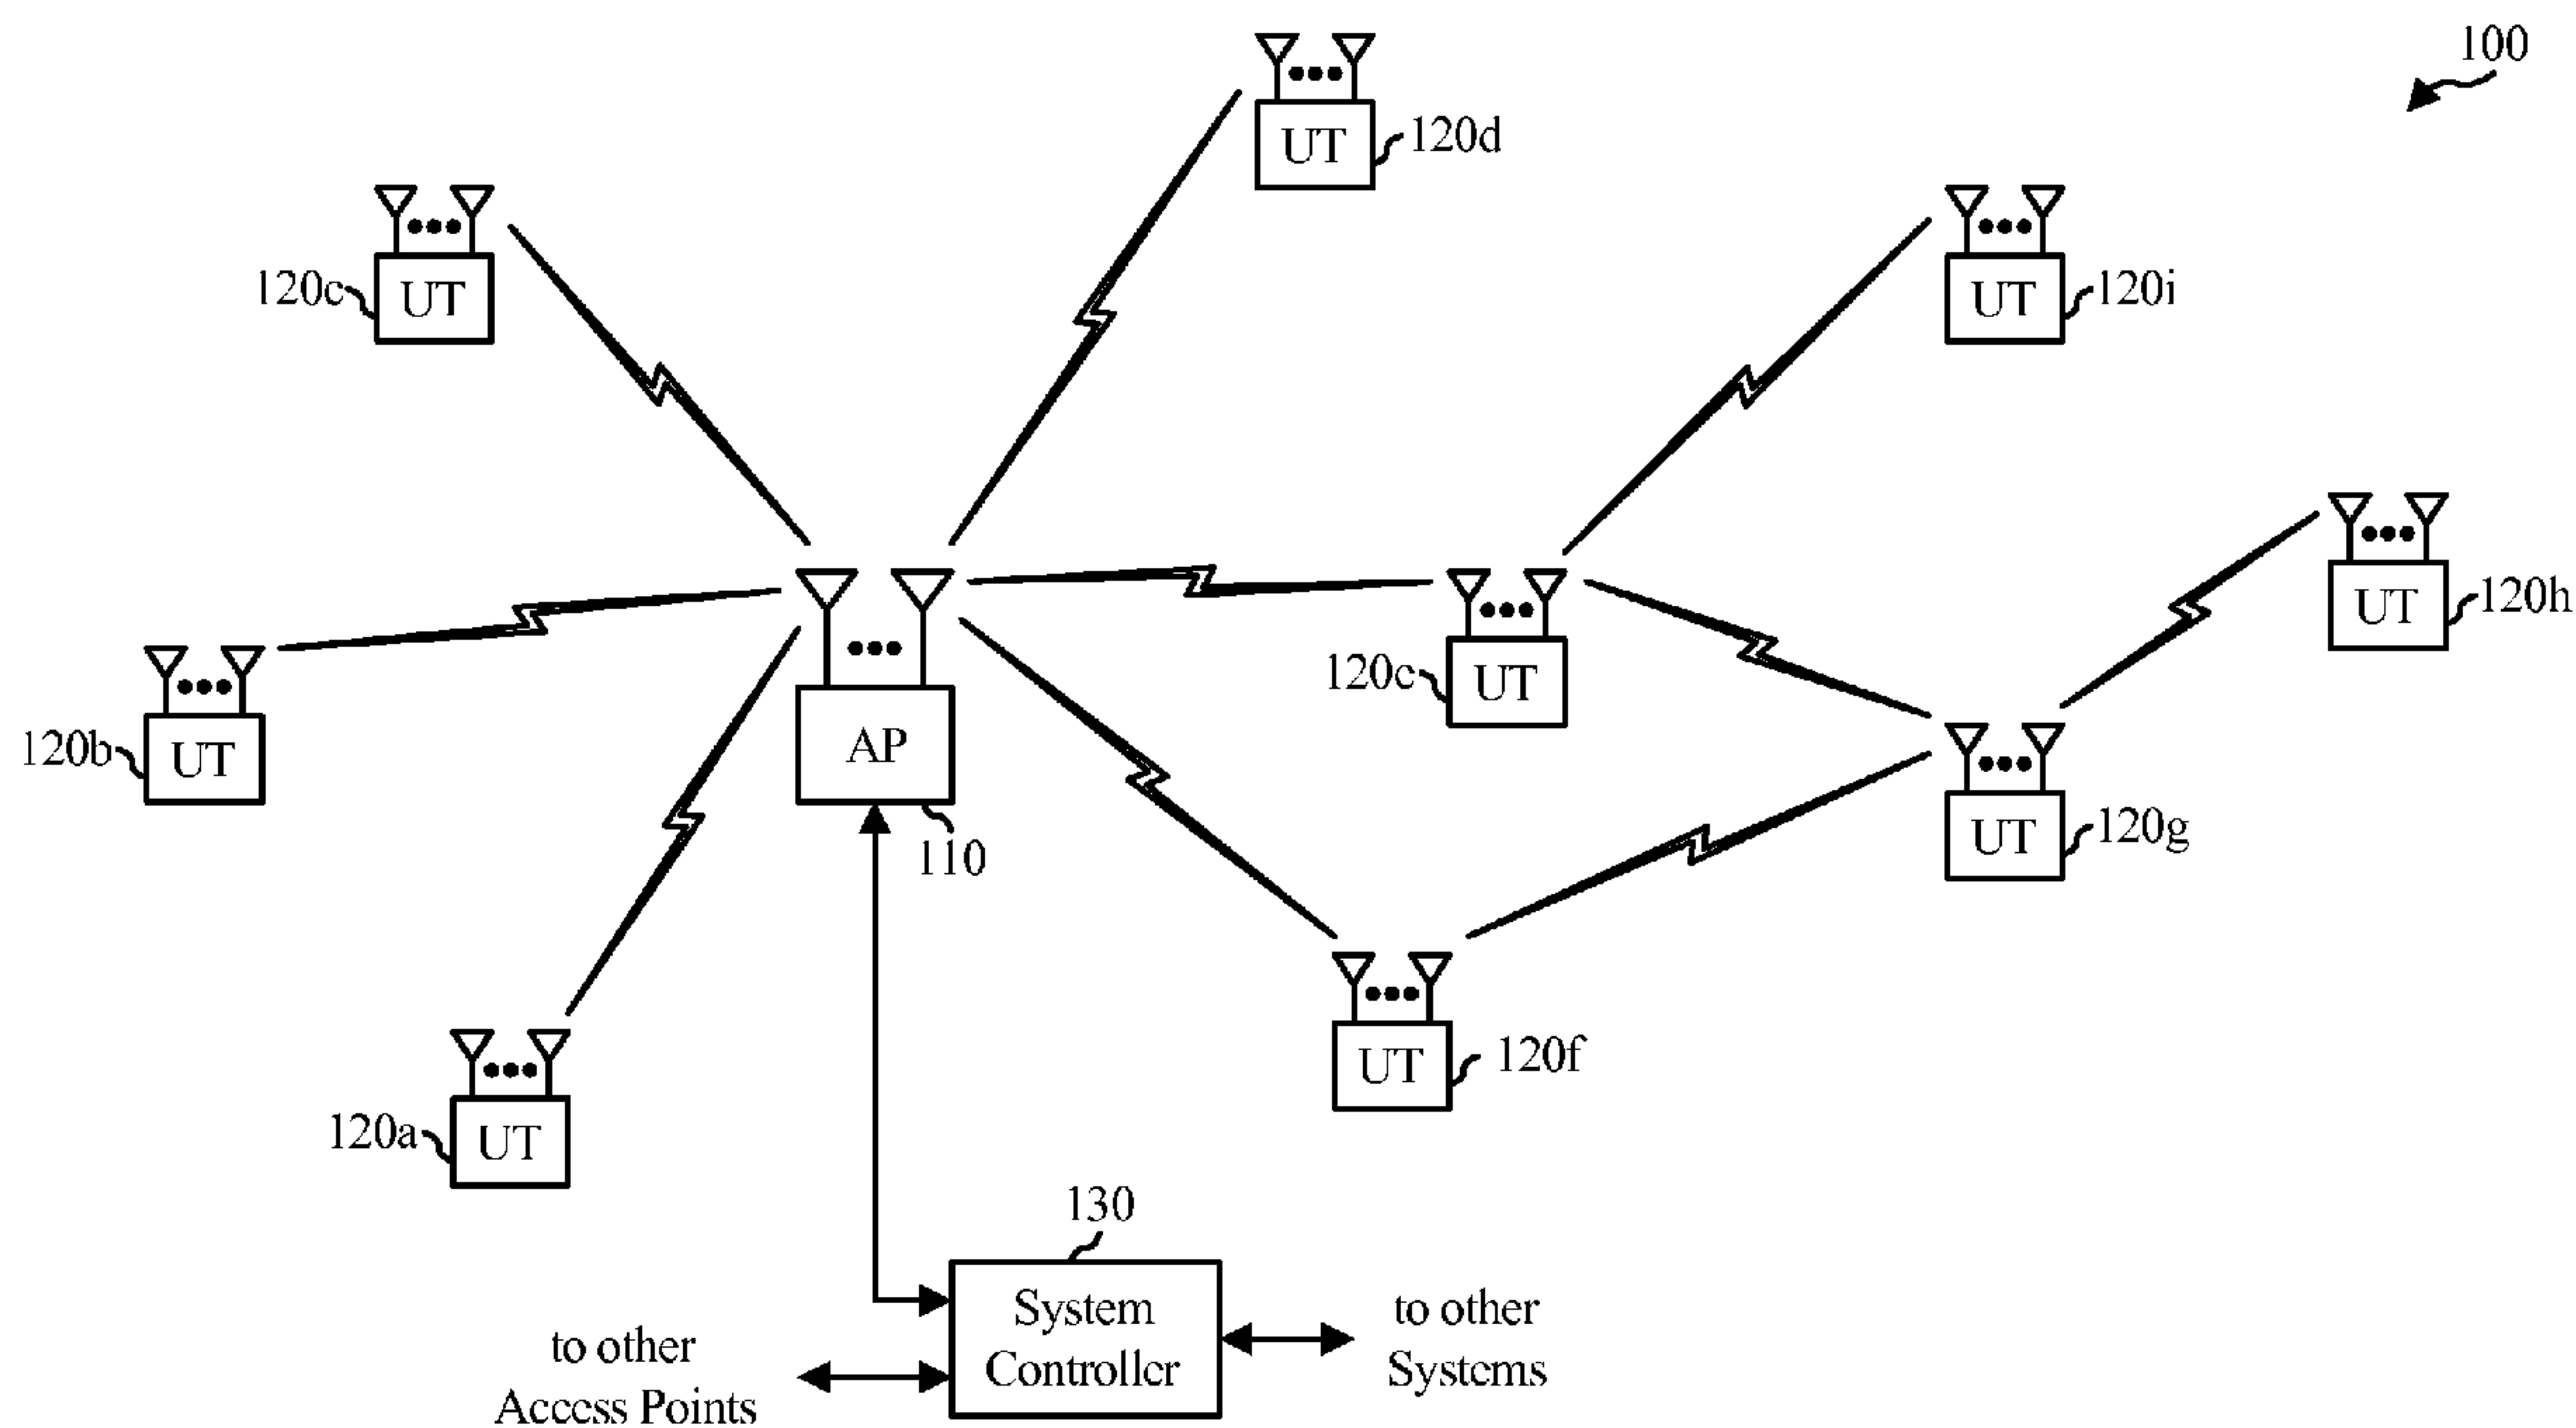 100
UT
120d
120c
UT
UT
120i
UT
120h
120e
UT
120b
UT
AP
110
UT
120g
UT
120f
120a
UT
130
System
Controller
to other
Systems
to other
Access Points